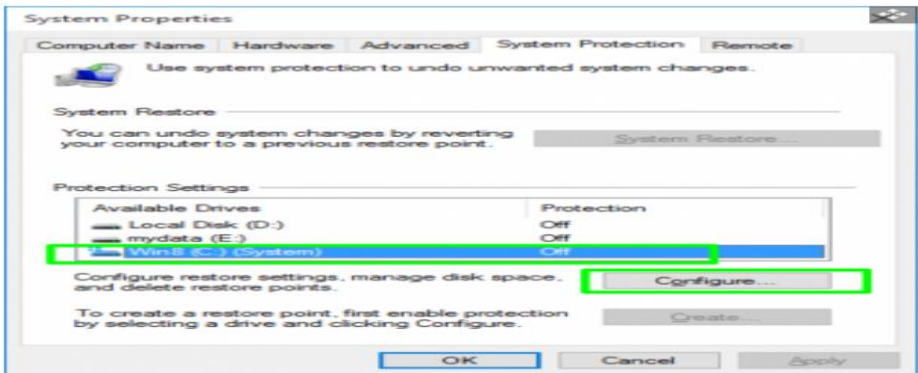 System Properties
Computer Name Hardware Advanced System Protection Remote
Use system protection to undo unwanted system changes.
System Restore
You can undo system changes by reverting
your computer to a previous restore point.
System Restore...
Protection Settings
Available Drives Protection
Local Disk (D:) Off
mydata (E:) Off
Win8 (C:) (System) Off
Configure restore settings, manage disk space,
and delete restore points.
Configure...
To create a restore point, first enable protection
by selecting a drive and clicking Configure.
Create...
OK Cancel Apply